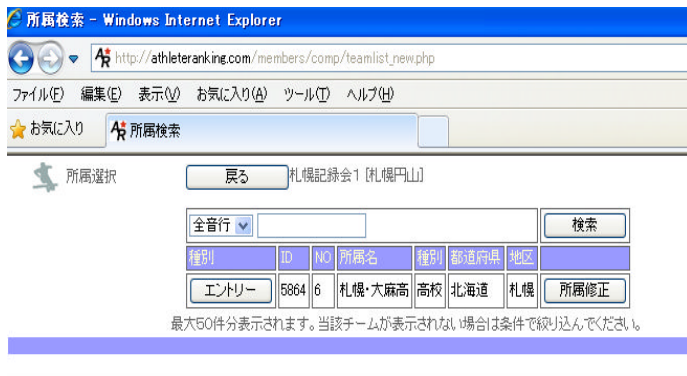 所属検索 - Windows Internet Explorer
http://athleteranking.com/members/comp/teamlist_new.php
ファイル(F) 編集(E) 表示(V) お気に入り(A) ツール(T) ヘルプ(H)
お気に入り 所属検索
所属選択 戻る 札幌記録会1 [札幌円山]
全音行 検索
種別 ID NO 所属名 種別 都道府県 地区
エントリー 5864 6 札幌・大麻高 高校 北海道 札幌 所属修正
最大50件分表示されます。当該チームが表示されない場合は条件で絞り込んでください。